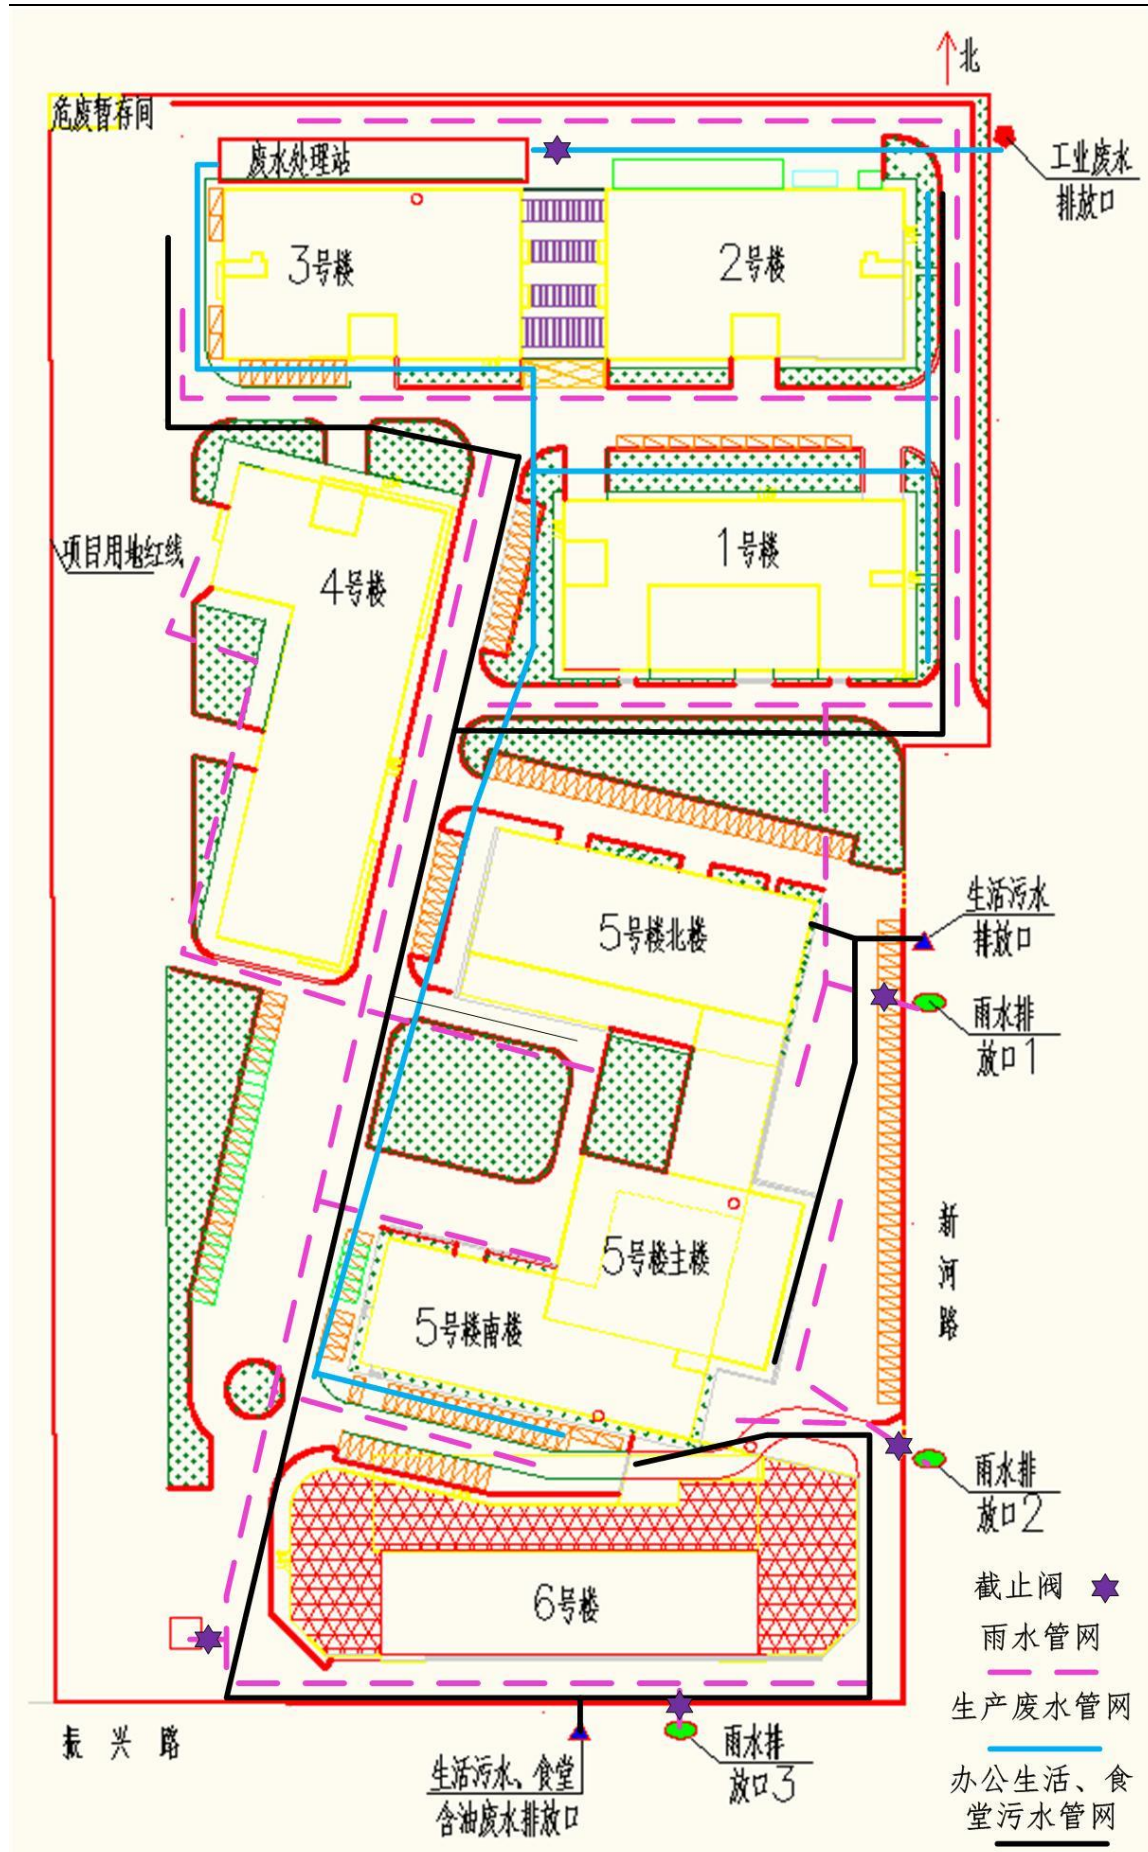 北
危废暂存间
废水处理站
工业废水
排放口
3号楼
2号楼
项目用地红线
4号楼
1号楼
5号楼北楼
生活污水
排放口
雨水排
放口1
新河路
5号楼主楼
5号楼南楼
雨水排
放口2
6号楼
截止阀
雨水管网
生产废水管网
办公生活、食
堂污水管网
振兴路
生活污水、食堂
含油废水排放口
雨水排
放口3